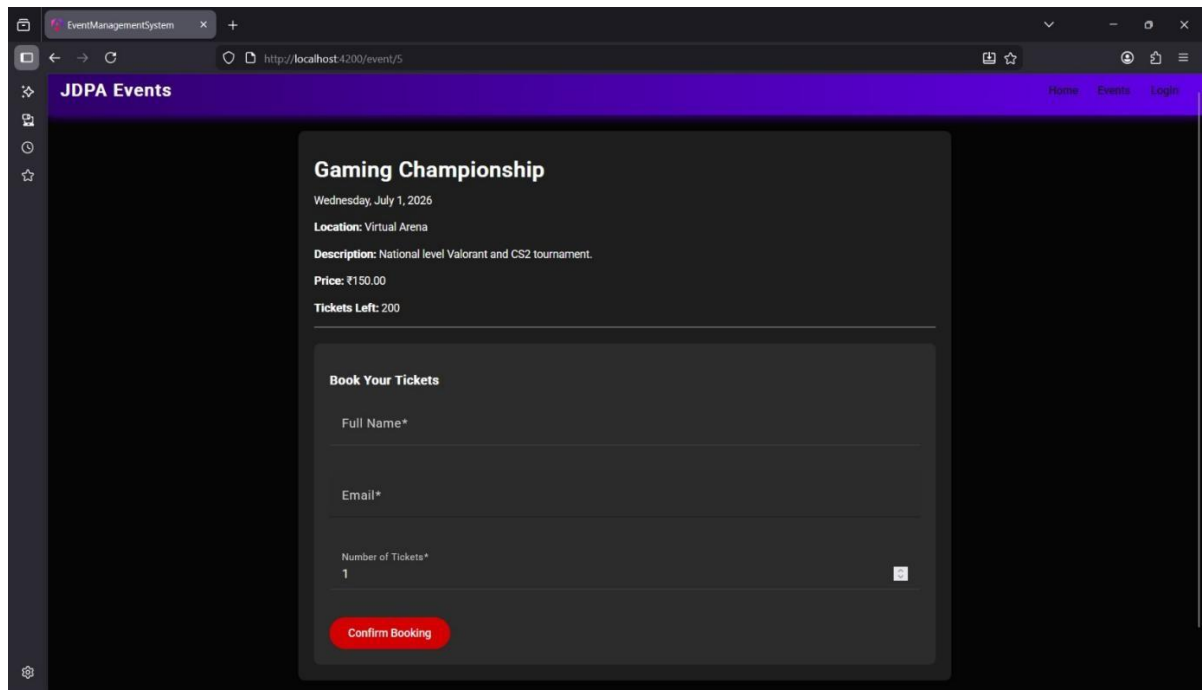 EventManagementSystem
http://localhost:4200/event/5
JDPA Events
Home Events Login
Gaming Championship
Wednesday, July 1, 2026
Location: Virtual Arena
Description: National level Valorant and CS2 tournament.
Price: ₹150.00
Tickets Left: 200
Book Your Tickets
Full Name*
Email*
Number of Tickets*
1
Confirm Booking